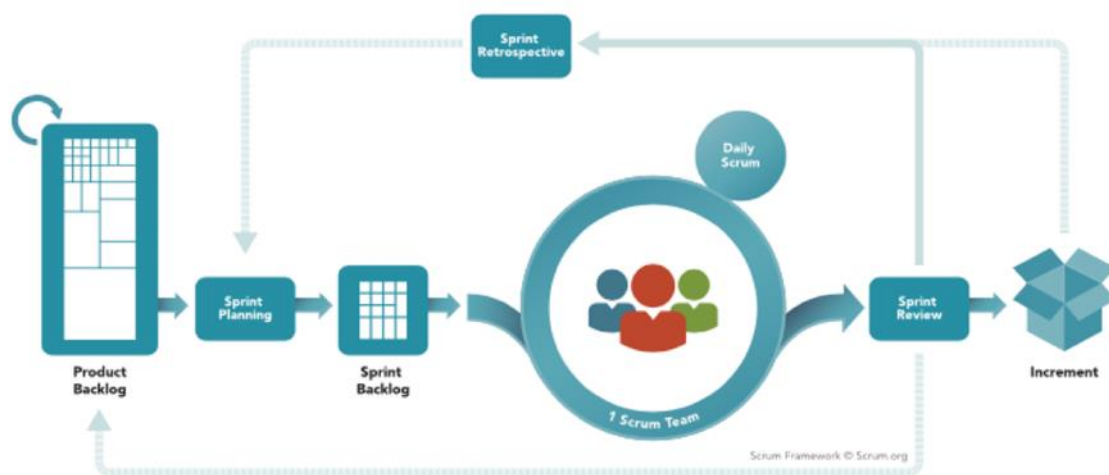 Sprint
Retrospective
Daily
Scrum
Sprint
Planning
Sprint
Review
Product
Backlog
Sprint
Backlog
Increment
1 Scrum Team
Scrum Framework © Scrum.org